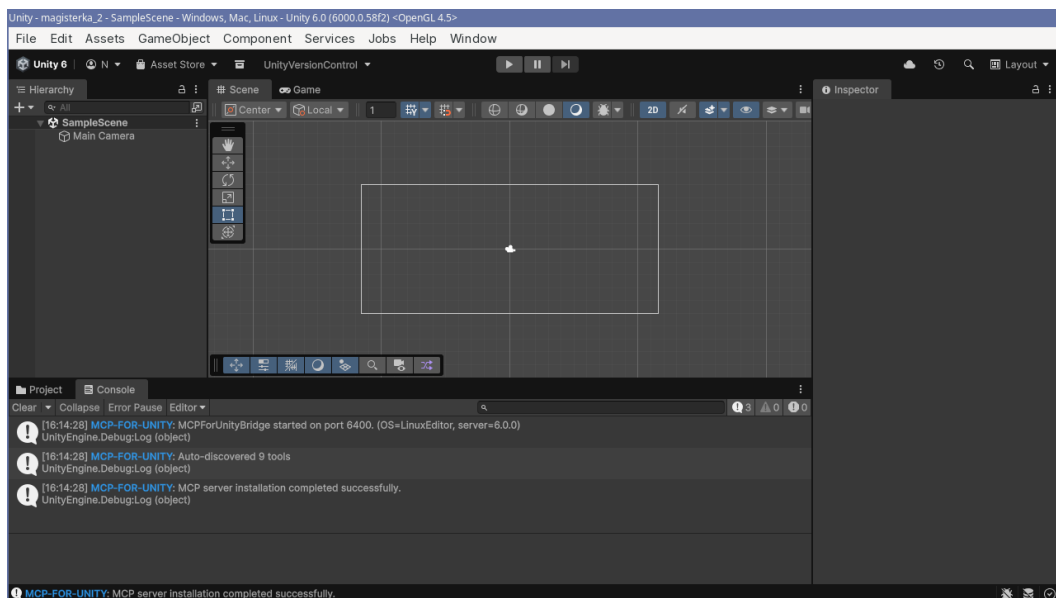 Unity - magisterka_2 - SampleScene - Windows, Mac, Linux - Unity 6.0 (6000.0.58f2) <OpenGL 4.5>
File Edit Assets GameObject Component Services Jobs Help Window
Unity 6 N Asset Store UnityVersionControl Layout
Hierarchy # Scene Game Inspector
All Center Local 1 2D
SampleScene
Main Camera
Project Console
Clear Collapse Error Pause Editor 3 0 0
[16:14:28] MCP-FOR-UNITY: MCPForUnityBridge started on port 6400. (OS=LinuxEditor, server=6.0.0)
UnityEngine.Debug:Log (object)
[16:14:28] MCP-FOR-UNITY: Auto-discovered 9 tools
UnityEngine.Debug:Log (object)
[16:14:28] MCP-FOR-UNITY: MCP server installation completed successfully.
UnityEngine.Debug:Log (object)
MCP-FOR-UNITY: MCP server installation completed successfully.